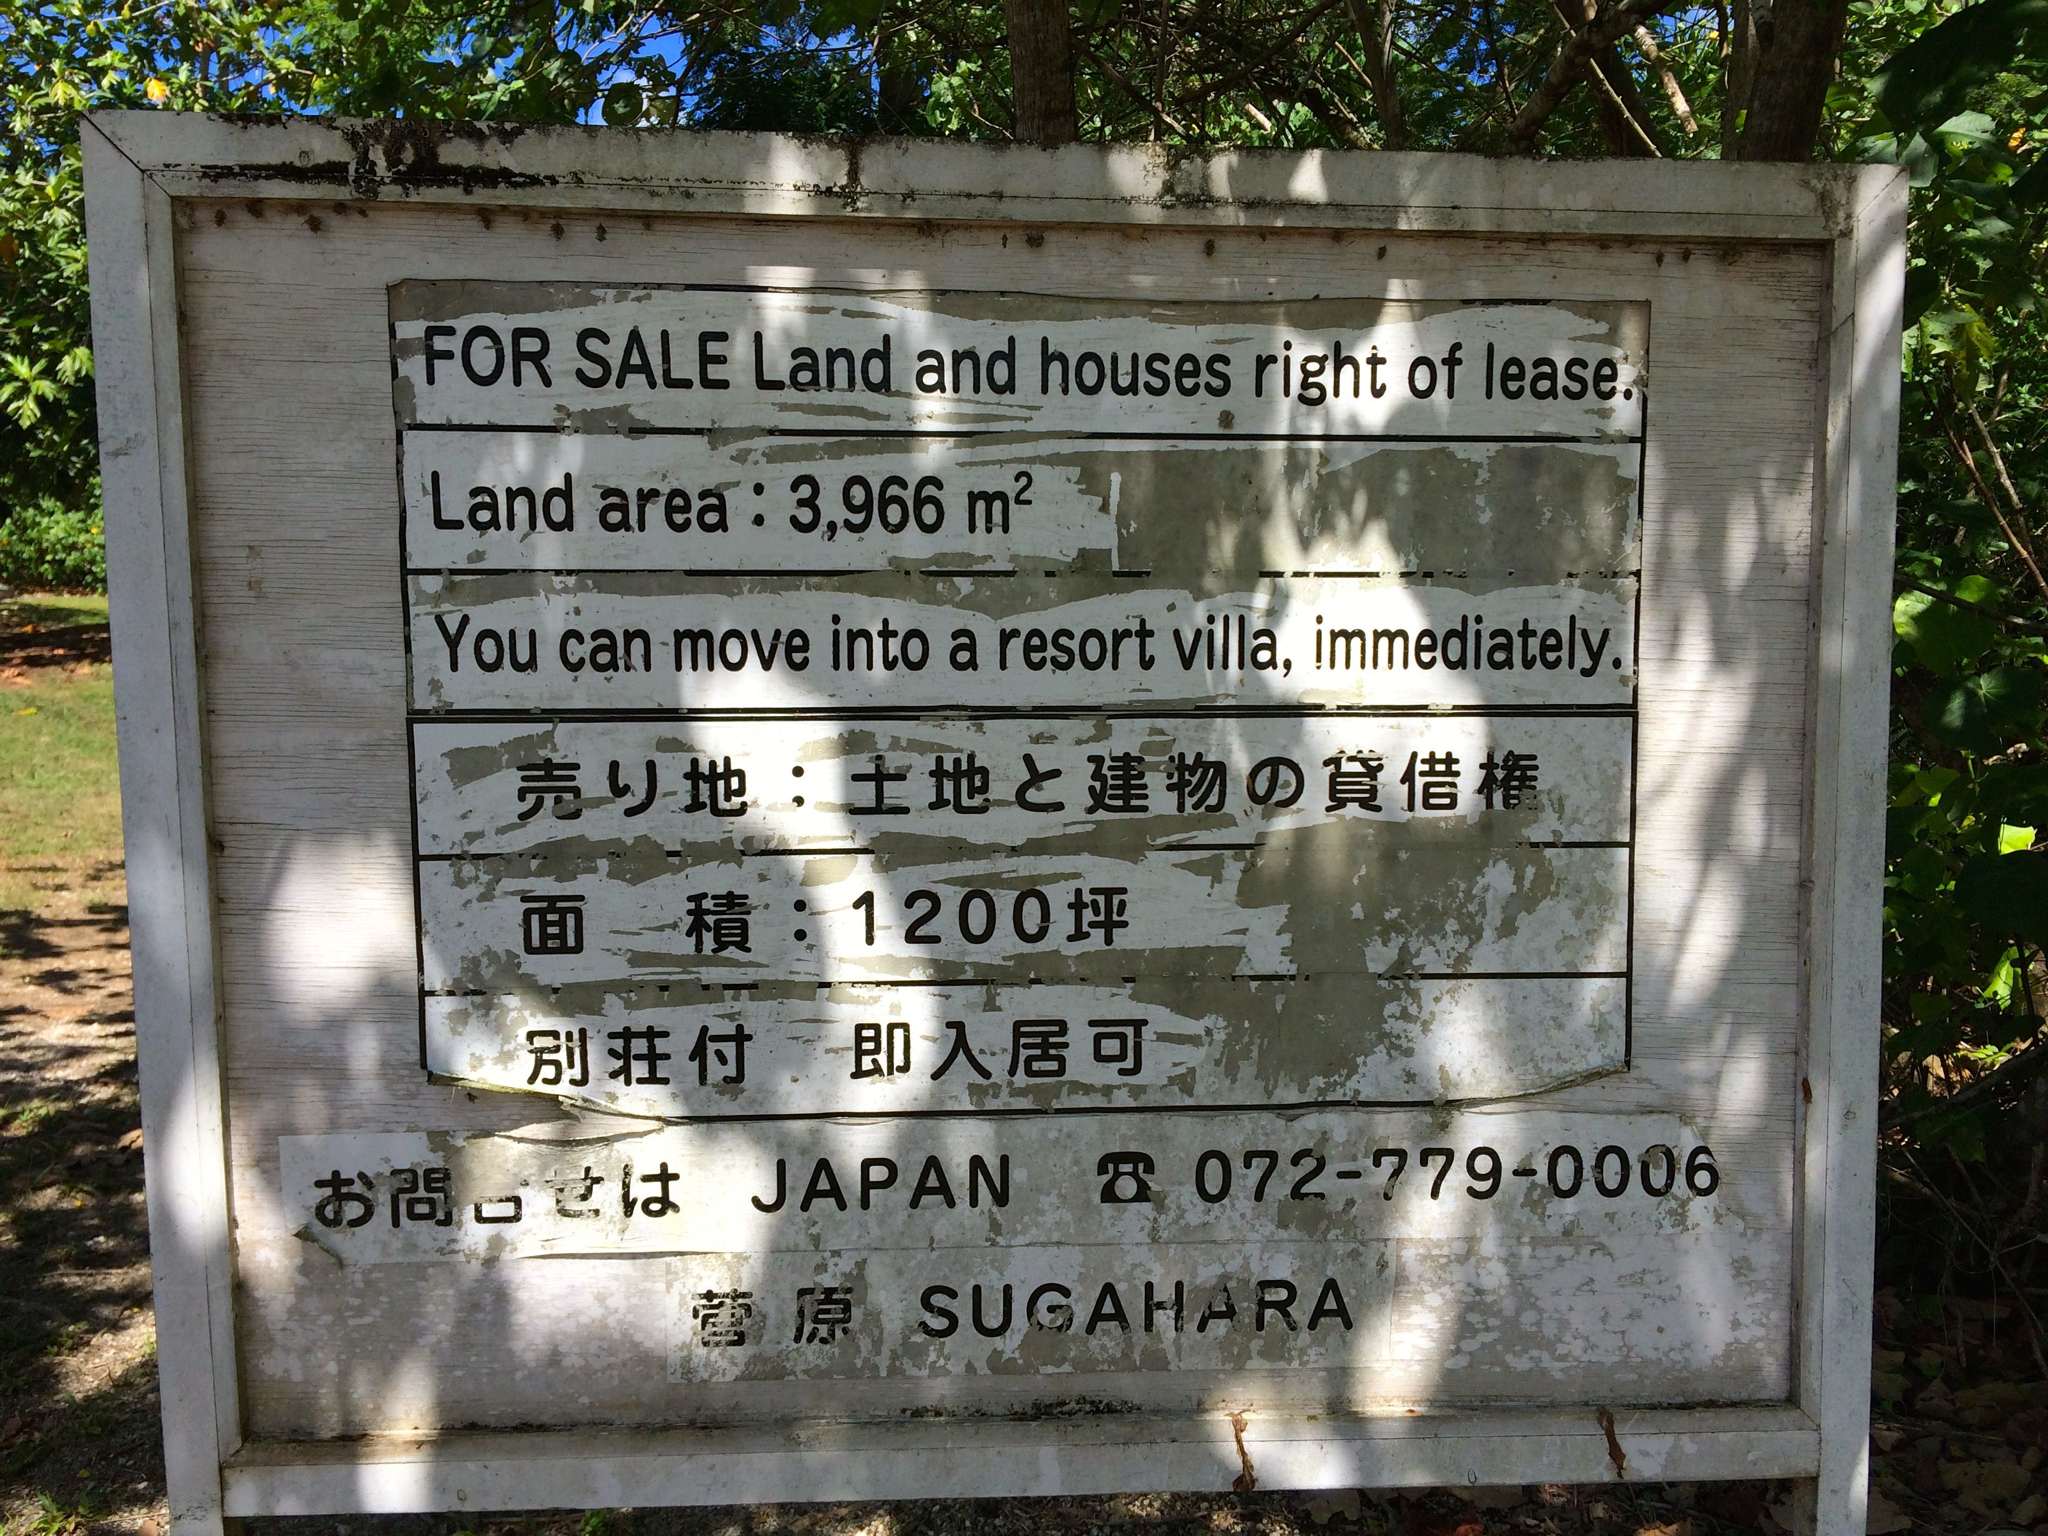 FOR SALE Land and houses right of lease.
Land area : 3,966 m²
You can move into a resort villa, immediately.
売り地：土地と建物の貸借権
面　積：1200坪
別荘付　即入居可
お問合せは　JAPAN　☎ 072-779-0006
菅原　SUGAHARA